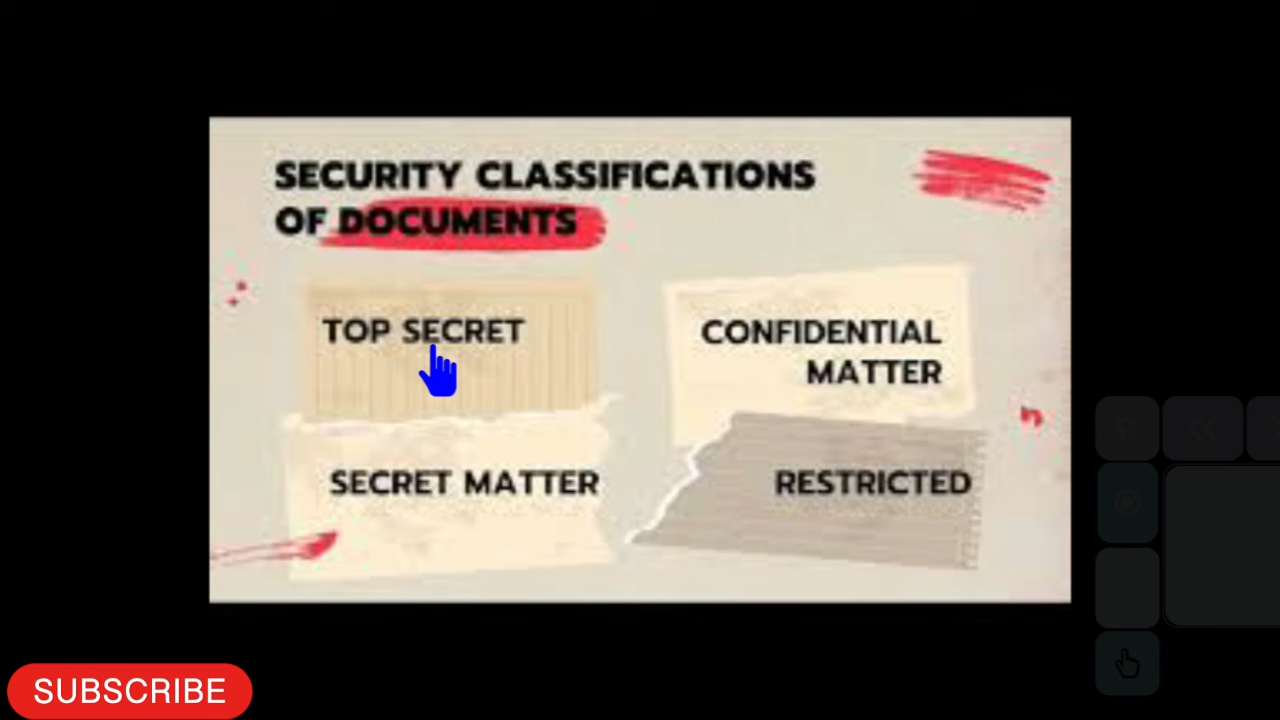 SECURITY CLASSIFICATIONS
OF DOCUMENTS
TOP SECRET
CONFIDENTIAL
MATTER
SECRET MATTER
RESTRICTED
SUBSCRIBE